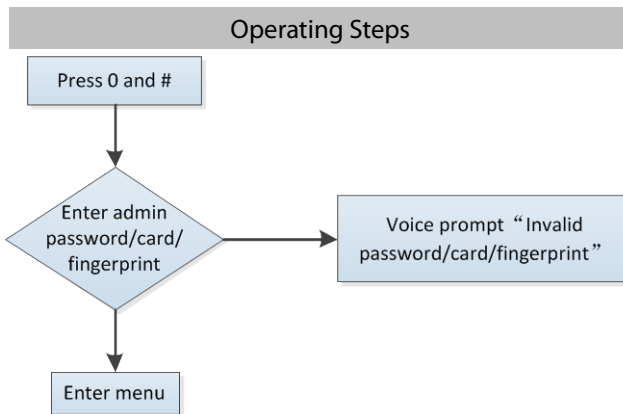 Operating Steps
Press 0 and #
Enter admin
password/card/
fingerprint
Voice prompt “Invalid
password/card/fingerprint”
Enter menu